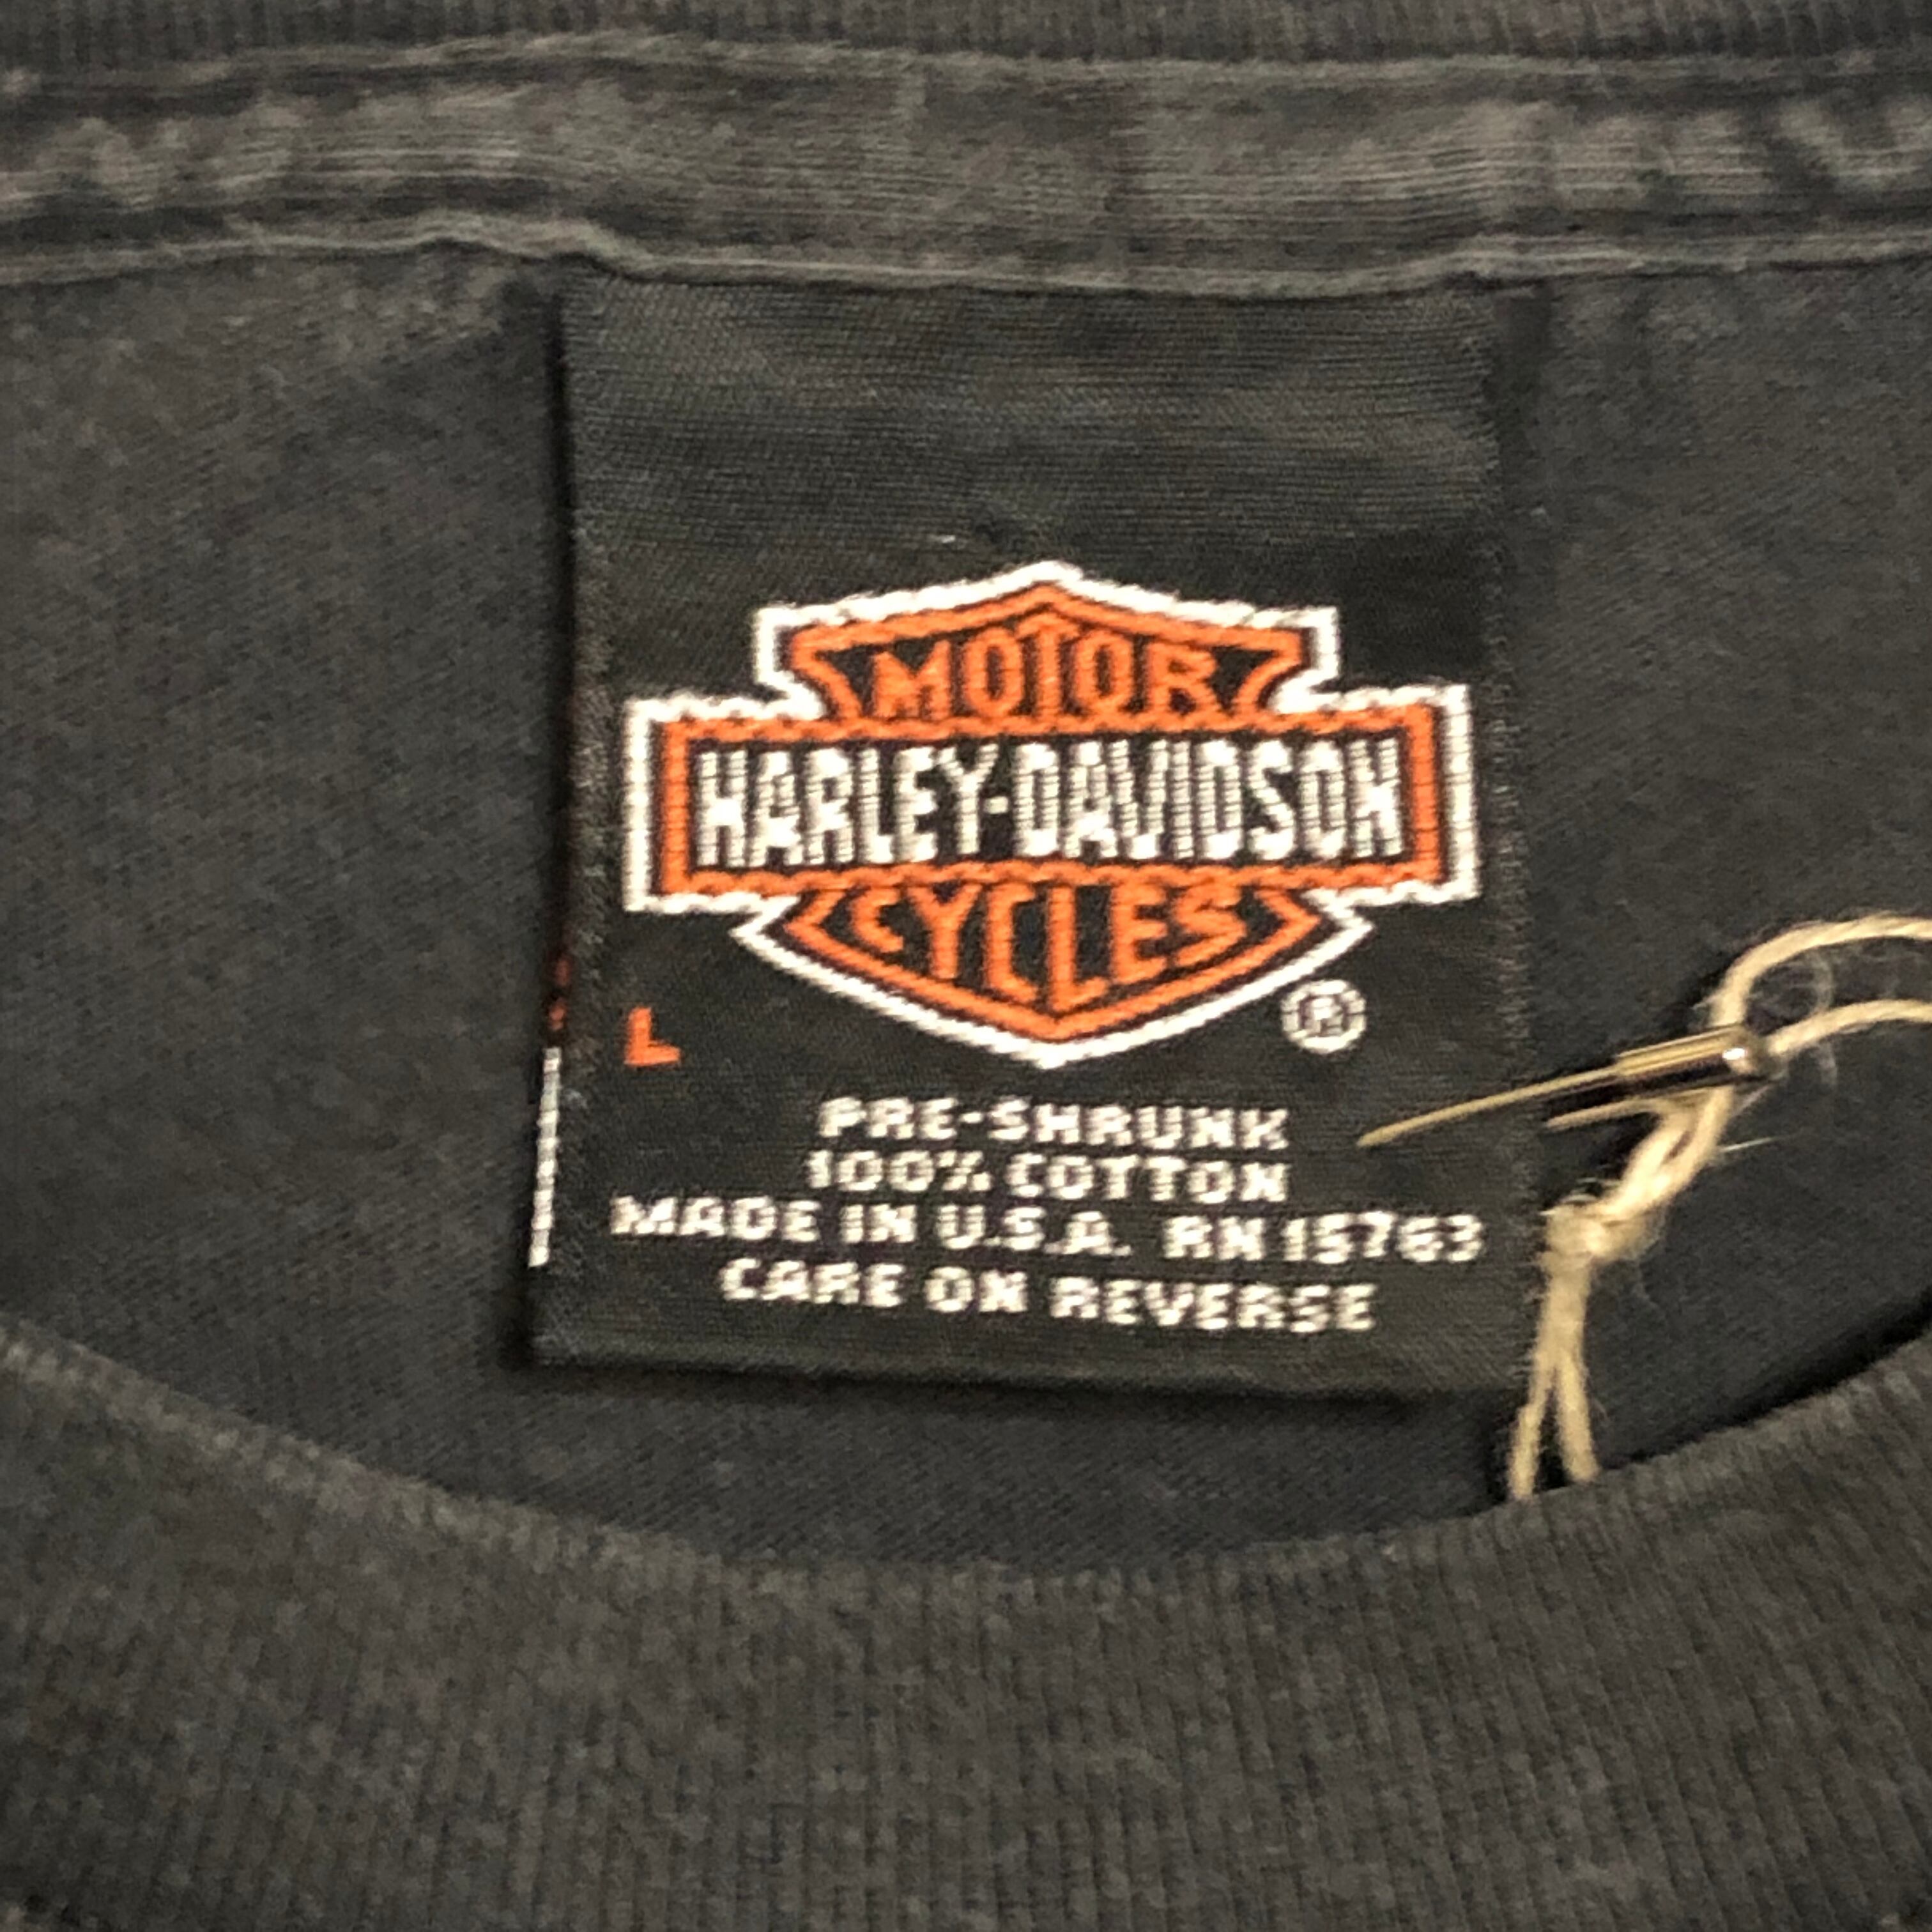 MOTOR
HARLEY-DAVIDSON
CYCLES
®
L
PRE-SHRUNK
100% COTTON
MADE IN U.S.A. RN 15763
CARE ON REVERSE